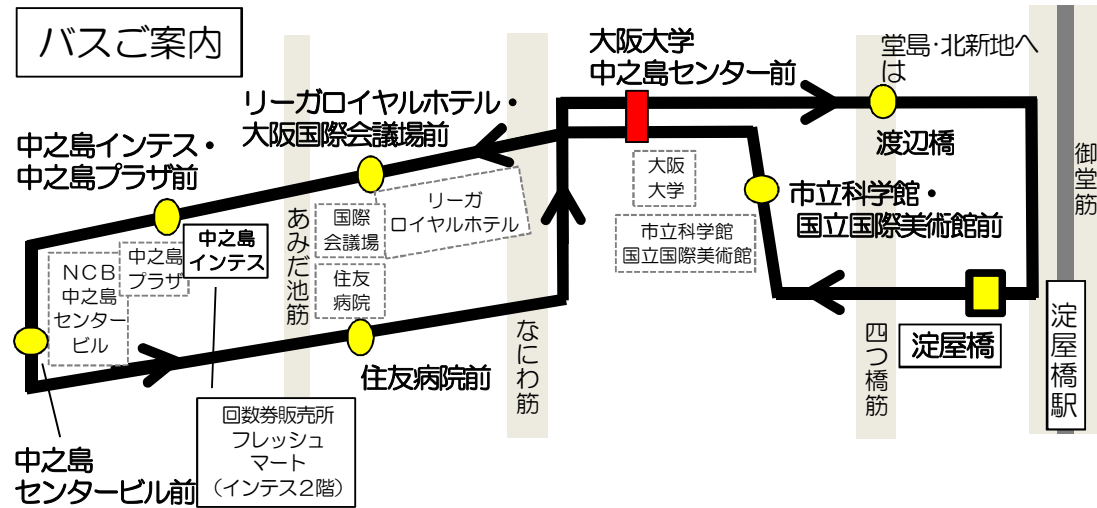 バスご案内
大阪大学
中之島センター前
堂島・北新地へ
は
リーガロイヤルホテル・
大阪国際会議場前
中之島インテス・
中之島プラザ前
渡辺橋
御堂筋
大阪
大学
市立科学館・
国立国際美術館前
リーガ
ロイヤルホテル
国際
会議場
あみだ池筋
市立科学館
国立国際美術館
中之島
インテス
中之島
プラザ
NCB
中之島
センター
ビル
住友
病院
なにわ筋
四つ橋筋
淀屋橋
淀屋橋駅
住友病院前
回数券販売所
フレッシュ
マート
(インテス2階)
中之島
センタービル前